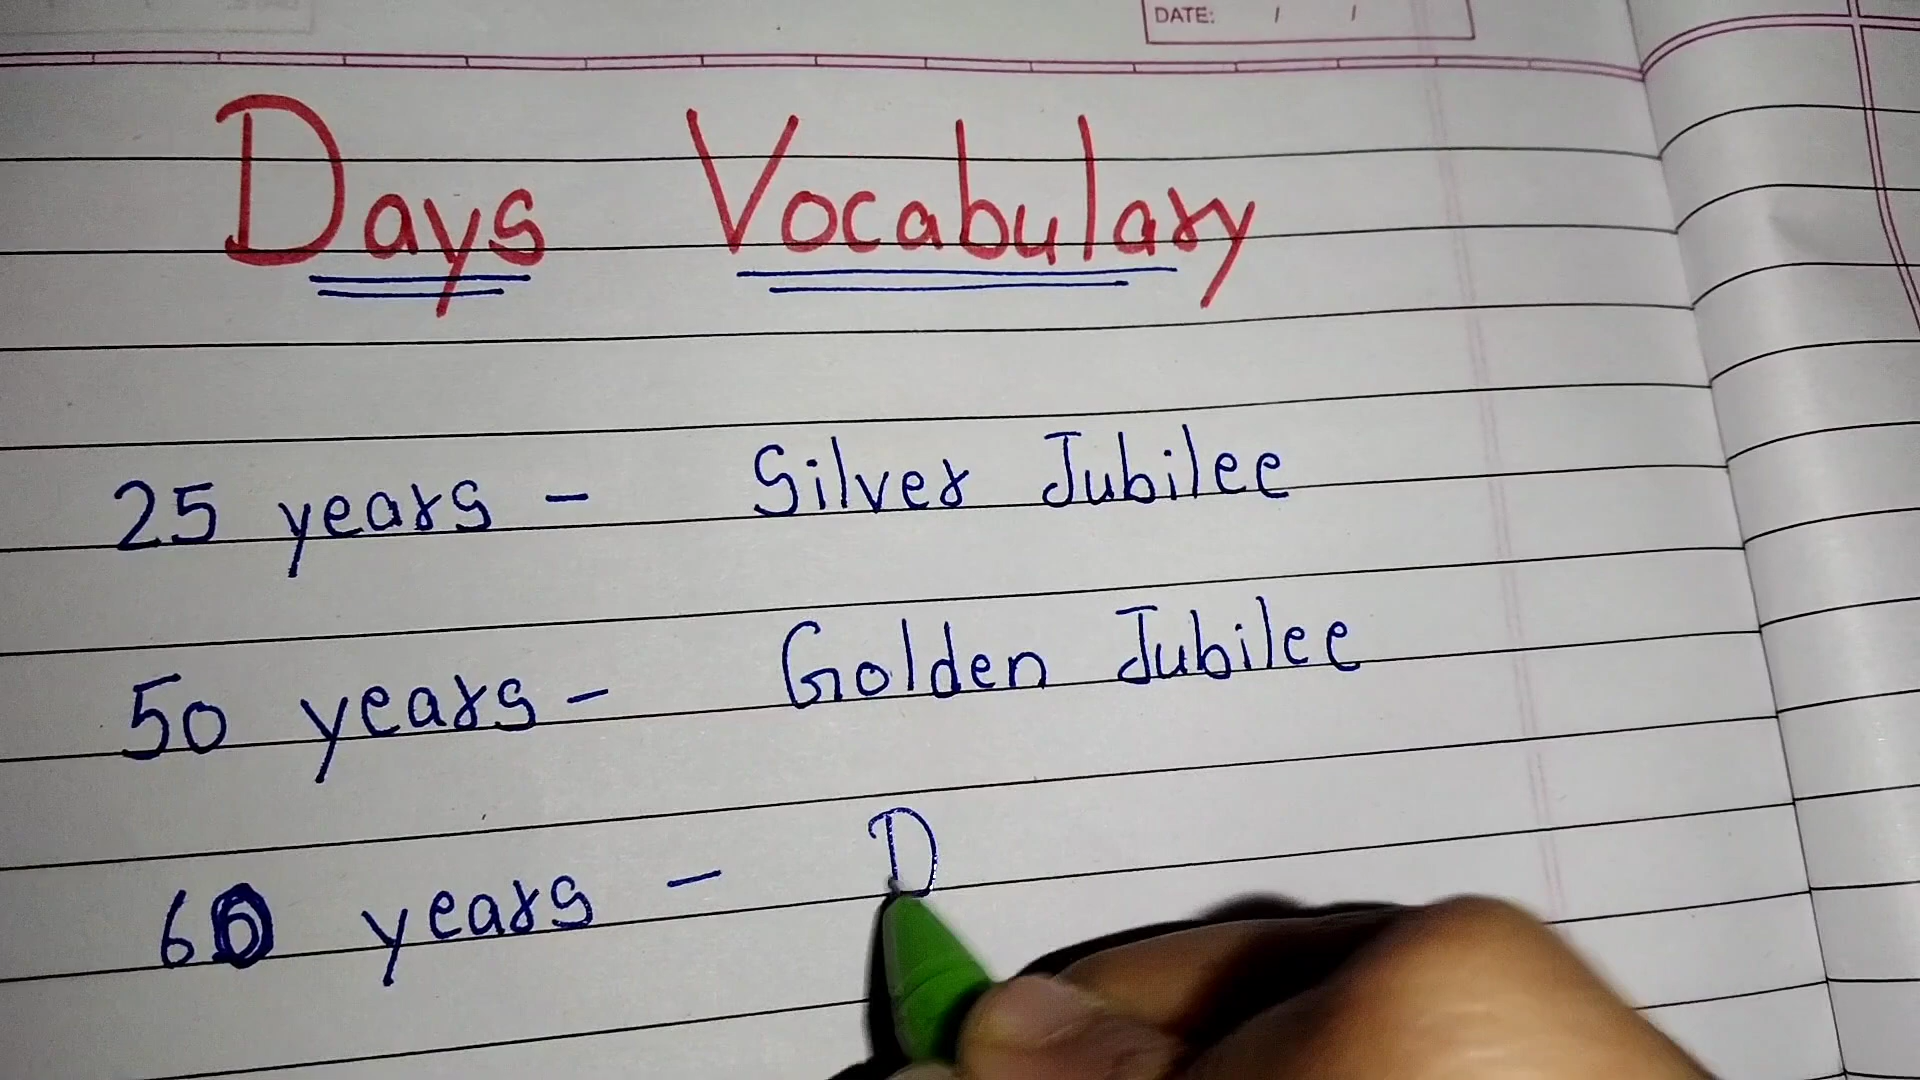 DATE: / /
Days Vocabulary
25 years - Silver Jubilee
50 years - Golden Jubilee
60 years - D